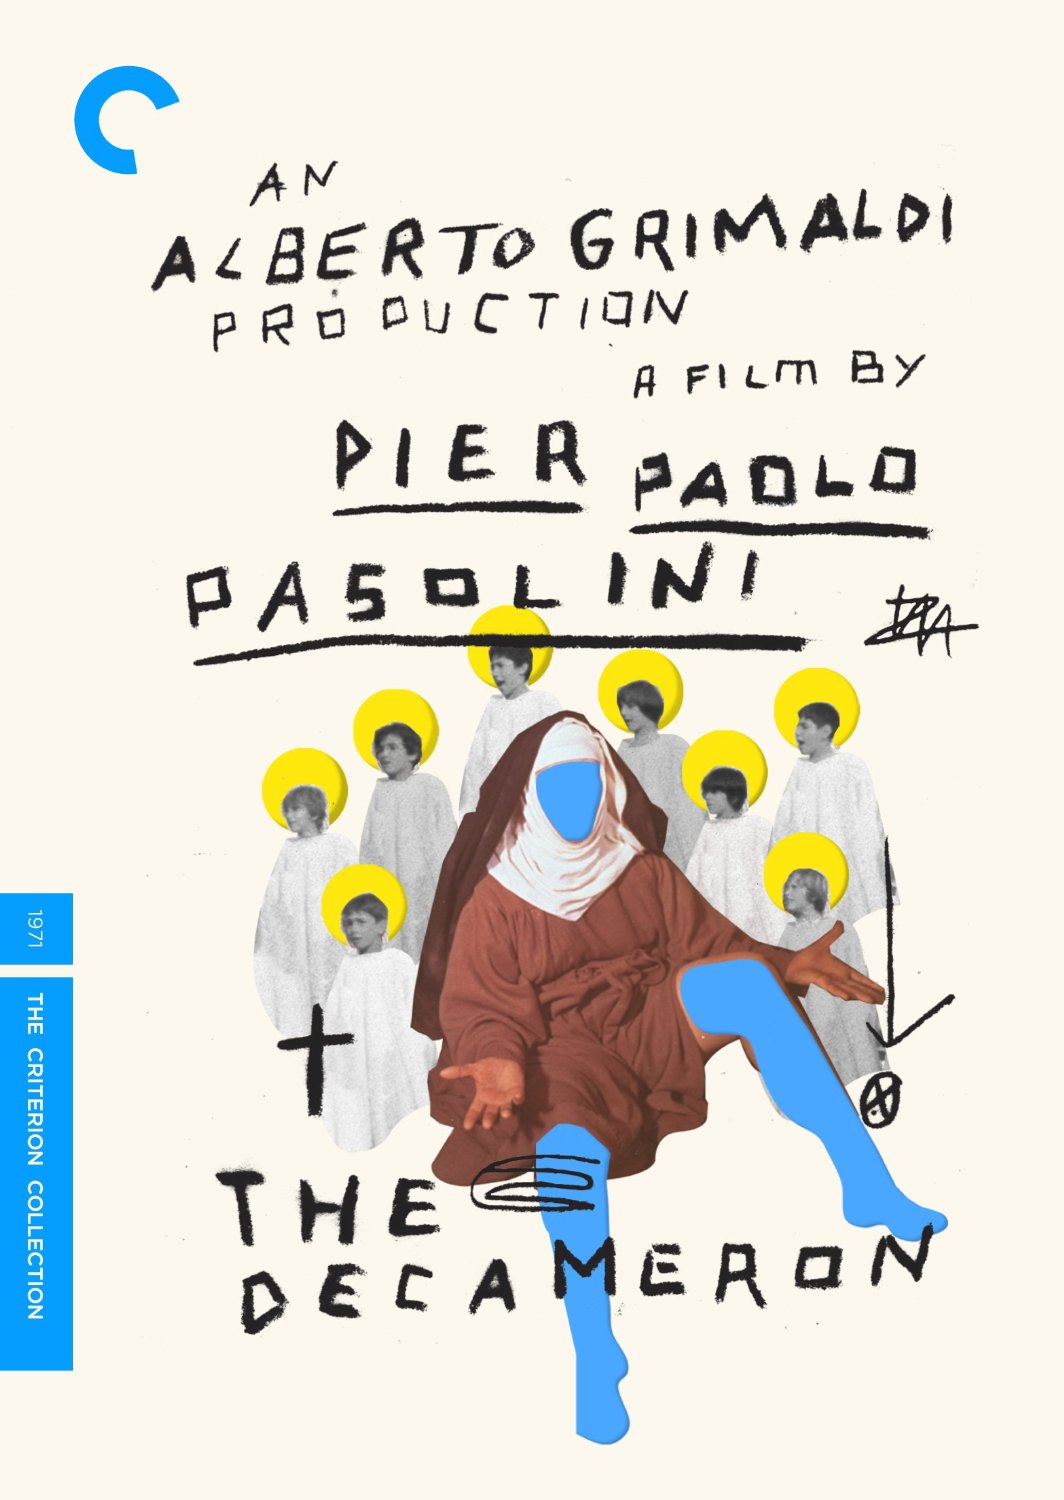 AN
ALBERTO GRIMALDI
PRODUCTION
A FILM BY
PIER PAOLO
PASOLINI
1971
THE CRITERION COLLECTION
THE
DECAMERON